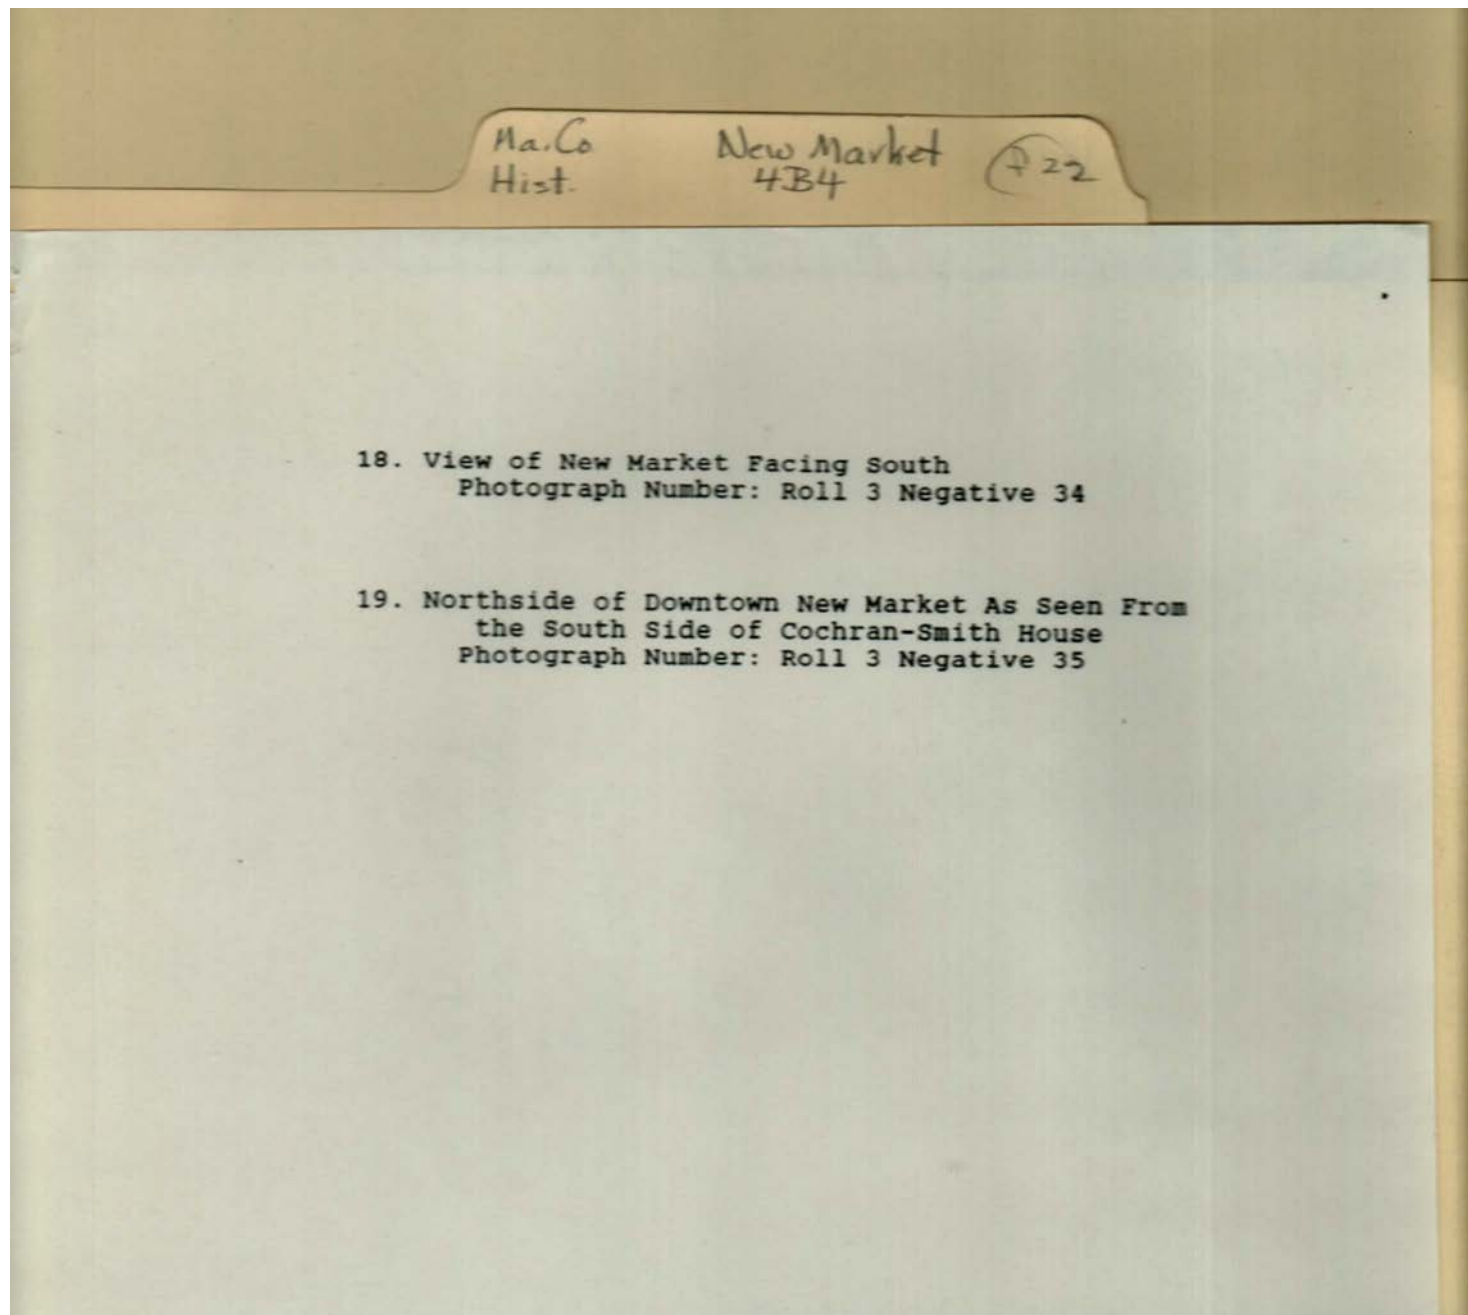 Ma.Co
Hist.
New Market
4B4
22
18. View of New Market Facing South
Photograph Number: Roll 3 Negative 34
19. Northside of Downtown New Market As Seen From
the South Side of Cochran-Smith House
Photograph Number: Roll 3 Negative 35